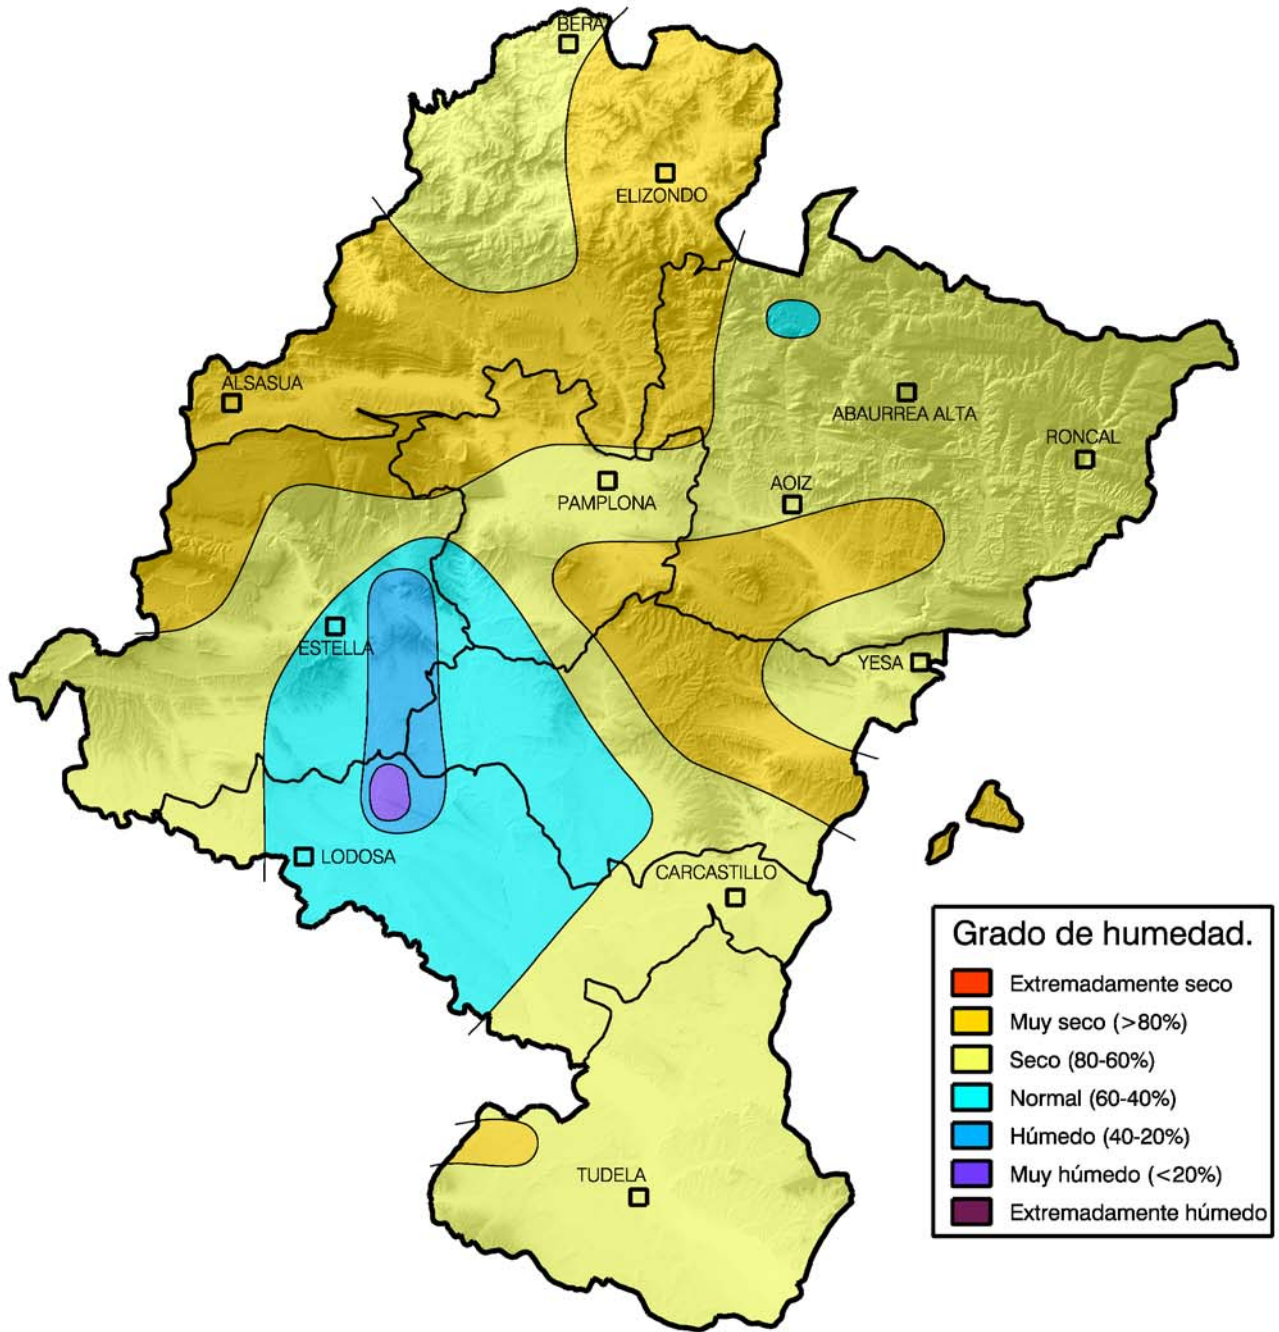 BERA
ELIZONDO
ALSASUA
ABAURREA ALTA
RONCAL
PAMPLONA
AOIZ
ESTELLA
YESA
LODOSA
CARCASTILLO
TUDELA
Grado de humedad.
Extremadamente seco
Muy seco (>80%)
Seco (80-60%)
Normal (60-40%)
Húmedo (40-20%)
Muy húmedo (<20%)
Extremadamente húmedo